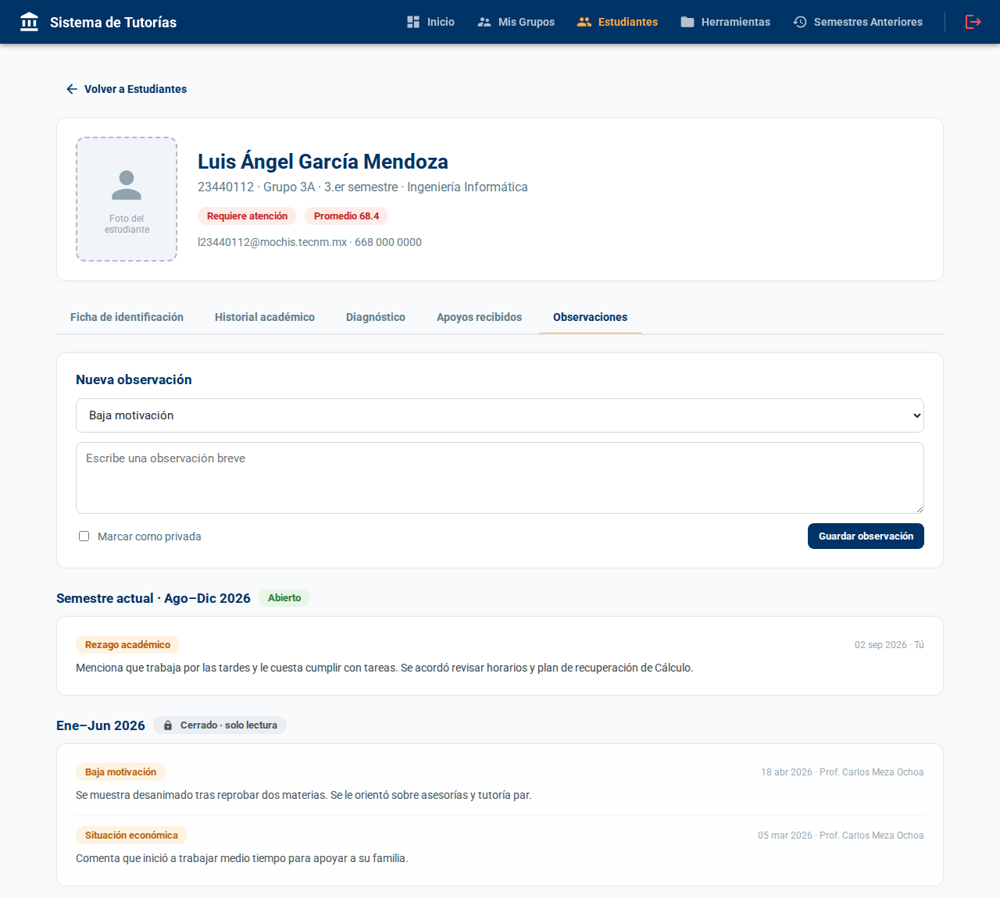 Sistema de Tutorías
Inicio
Mis Grupos
Estudiantes
Herramientas
Semestres Anteriores
Volver a Estudiantes
Foto del
estudiante
Luis Ángel García Mendoza
23440112 · Grupo 3A · 3.er semestre · Ingeniería Informática
Requiere atención
Promedio 68.4
l23440112@mochis.tecnm.mx · 668 000 0000
Ficha de identificación
Historial académico
Diagnóstico
Apoyos recibidos
Observaciones
Nueva observación
Baja motivación
Escribe una observación breve
Marcar como privada
Guardar observación
Semestre actual · Ago–Dic 2026
Abierto
Rezago académico
02 sep 2026 · Tú
Menciona que trabaja por las tardes y le cuesta cumplir con tareas. Se acordó revisar horarios y plan de recuperación de Cálculo.
Ene–Jun 2026
Cerrado · solo lectura
Baja motivación
18 abr 2026 · Prof. Carlos Meza Ochoa
Se muestra desanimado tras reprobar dos materias. Se le orientó sobre asesorías y tutoría par.
Situación económica
05 mar 2026 · Prof. Carlos Meza Ochoa
Comenta que inició a trabajar medio tiempo para apoyar a su familia.